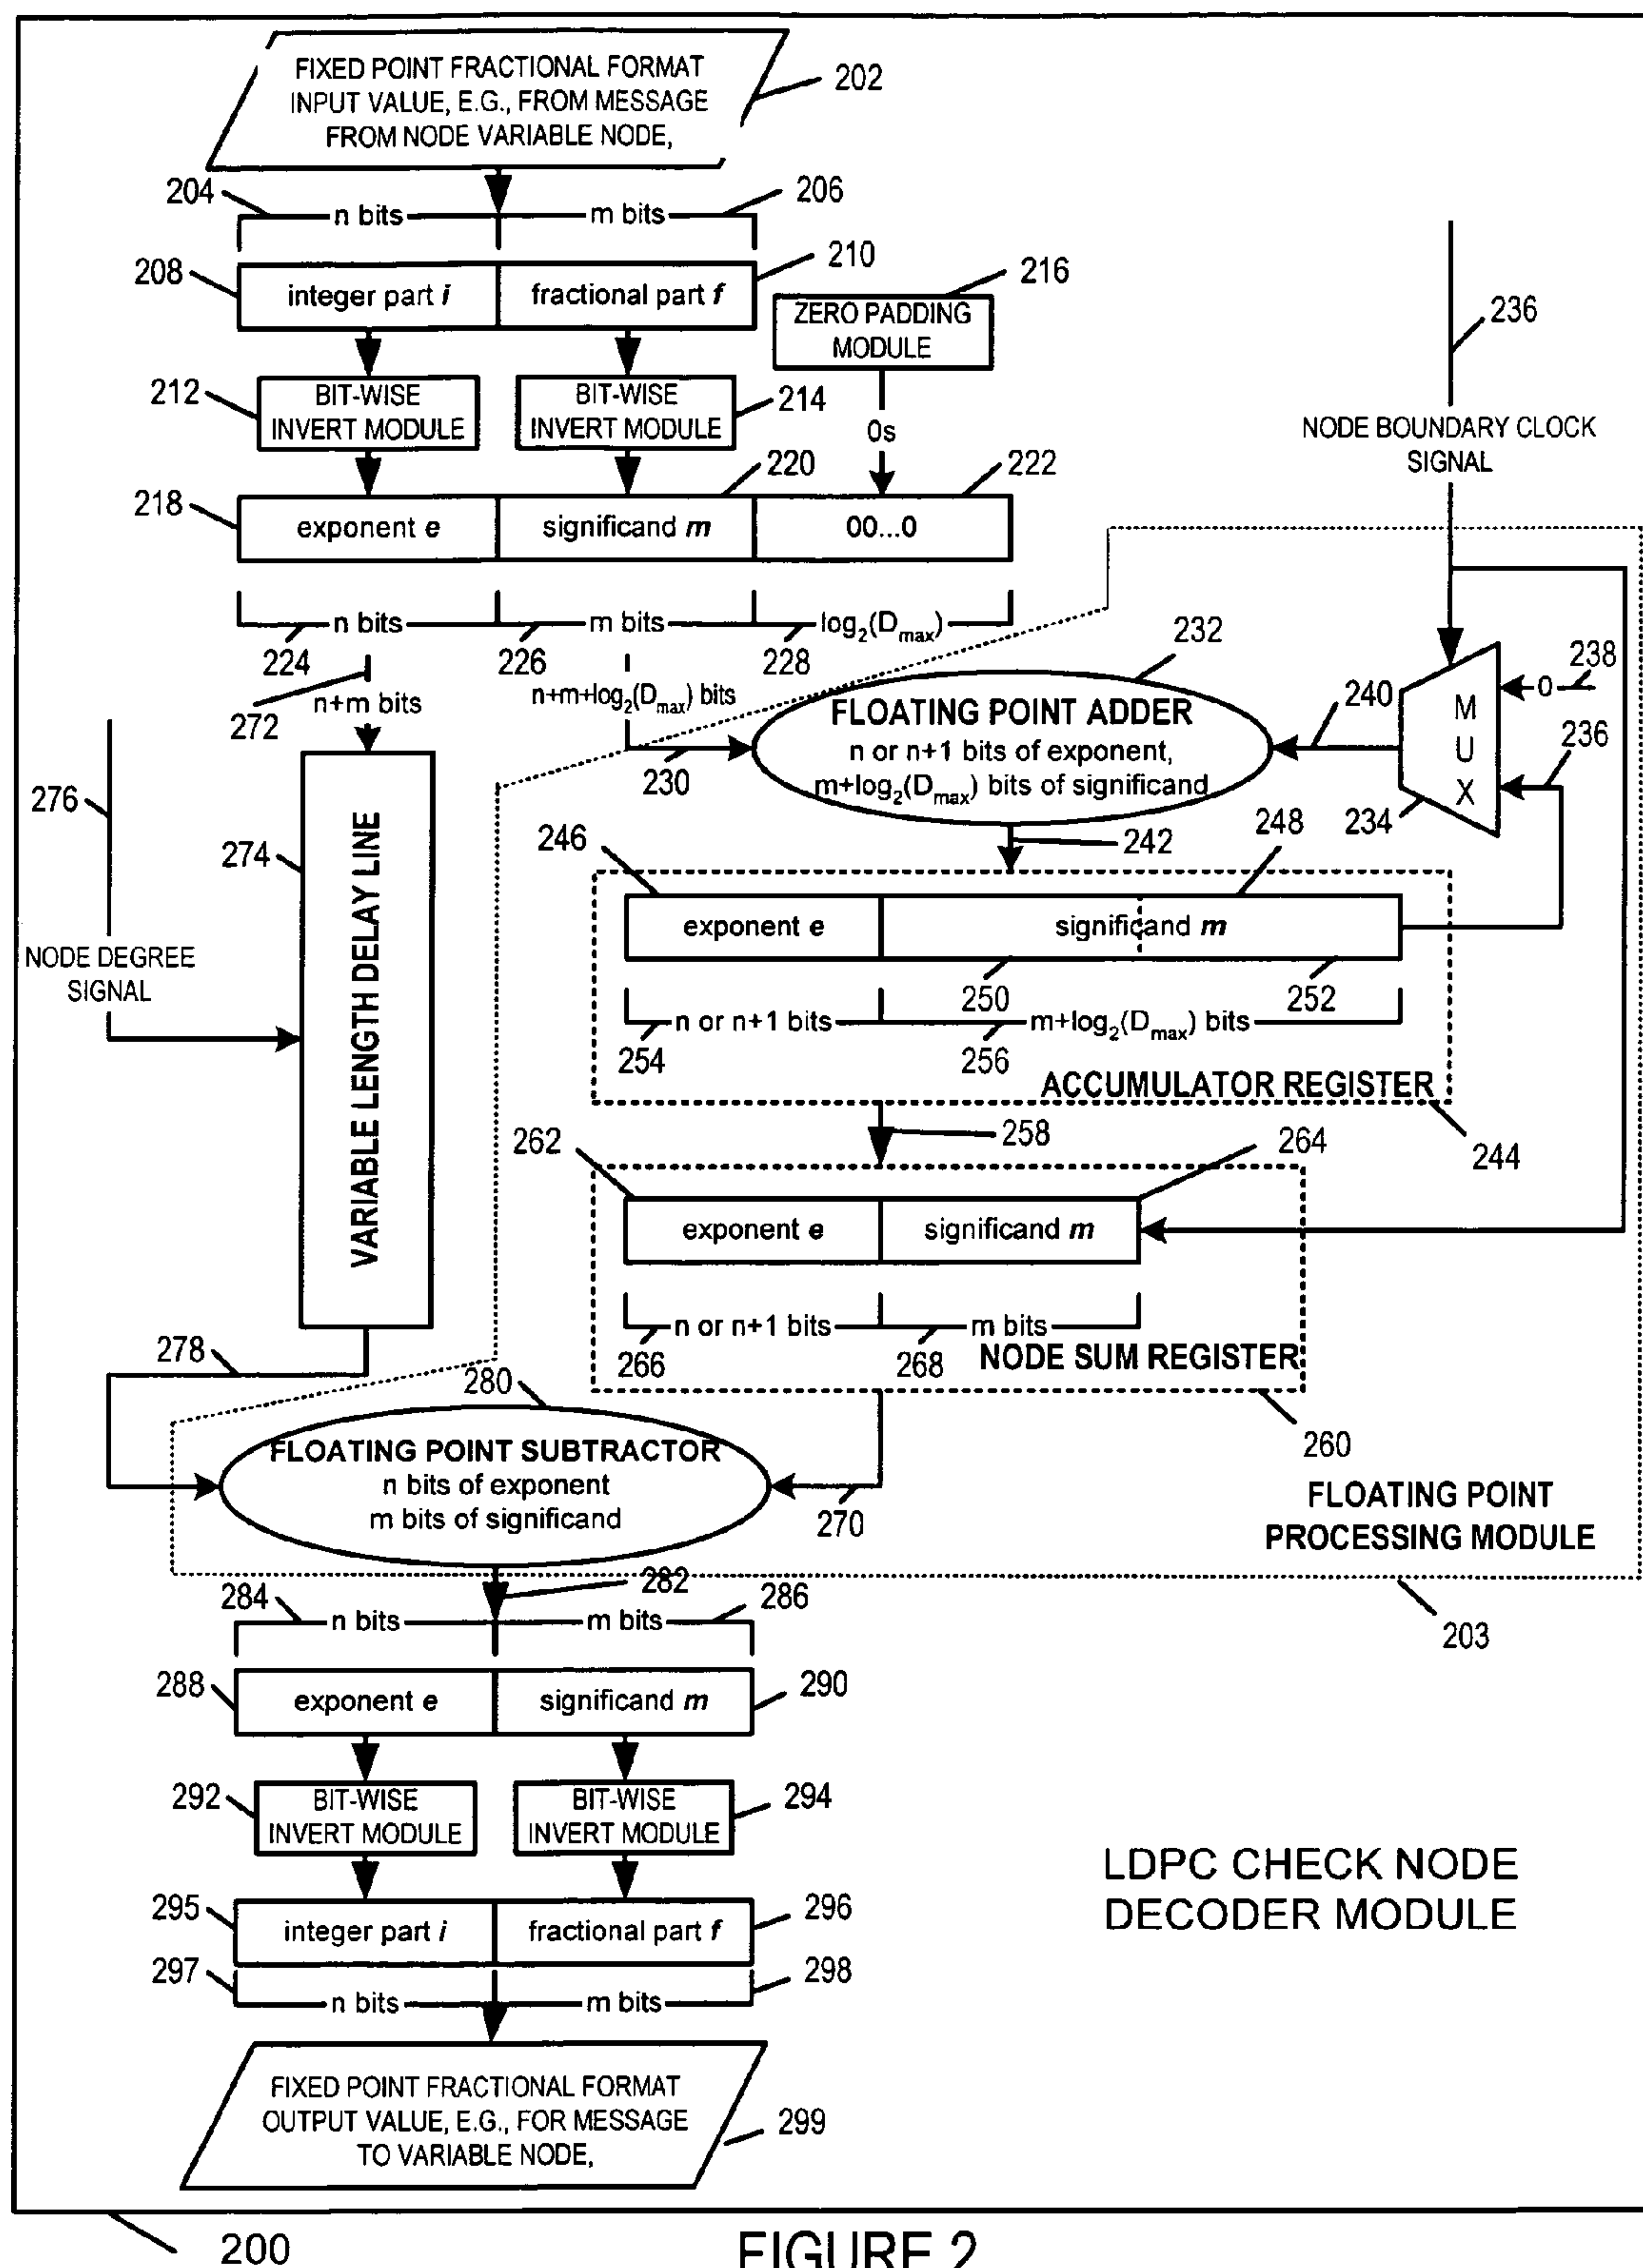 FIXED POINT FRACTIONAL FORMAT
INPUT VALUE, E.G., FROM MESSAGE
FROM NODE VARIABLE NODE,
202
204
n bits
m bits
206
208
integer part i
fractional part f
210
216
ZERO PADDING
MODULE
236
212
BIT-WISE
INVERT MODULE
BIT-WISE
INVERT MODULE
214
0s
NODE BOUNDARY CLOCK
SIGNAL
220
222
218
exponent e
significand m
00...0
n bits
m bits
log2(Dmax)
224
226
228
232
272
n+m bits
n+m+log2(Dmax) bits
230
FLOATING POINT ADDER
n or n+1 bits of exponent,
m+log2(Dmax) bits of significand
240
MUX
0
238
236
234
276
274
VARIABLE LENGTH DELAY LINE
NODE DEGREE
SIGNAL
242
246
248
exponent e
significand m
250
252
n or n+1 bits
m+log2(Dmax) bits
254
256
ACCUMULATOR REGISTER
244
258
262
264
exponent e
significand m
n or n+1 bits
m bits
266
268
NODE SUM REGISTER
260
278
280
FLOATING POINT SUBTRACTOR
n bits of exponent
m bits of significand
270
FLOATING POINT
PROCESSING MODULE
203
282
284
n bits
m bits
286
288
exponent e
significand m
290
292
BIT-WISE
INVERT MODULE
BIT-WISE
INVERT MODULE
294
295
integer part i
fractional part f
296
297
n bits
m bits
298
LDPC CHECK NODE
DECODER MODULE
FIXED POINT FRACTIONAL FORMAT
OUTPUT VALUE, E.G., FOR MESSAGE
TO VARIABLE NODE,
299
200
FIGURE 2